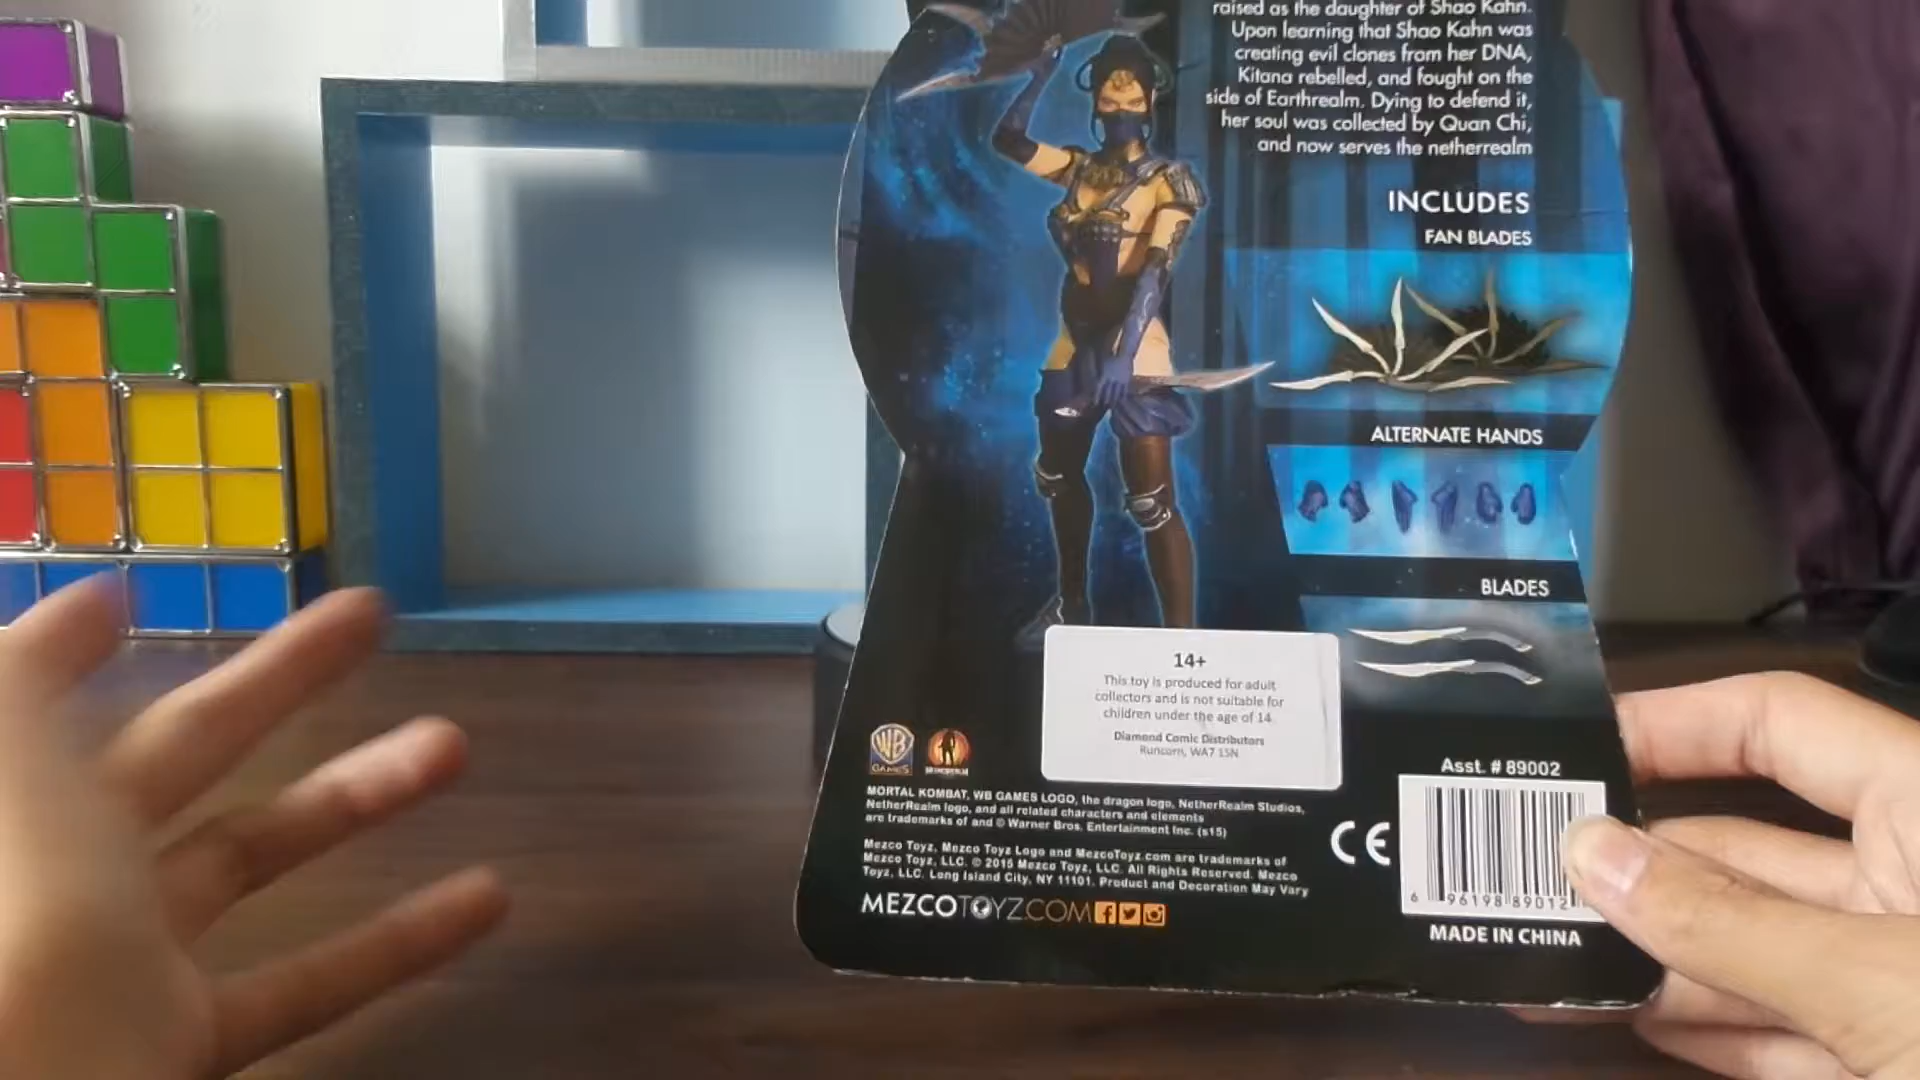 raised as the daughter of Shao Kahn.
Upon learning that Shao Kahn was
creating evil clones from her DNA,
Kitana rebelled, and fought on the
side of Earthrealm. Dying to defend it,
her soul was collected by Quan Chi,
and now serves the netherrealm
INCLUDES
FAN BLADES
ALTERNATE HANDS
BLADES
14+
This toy is produced for adult
collectors and is not suitable for
children under the age of 14
Diamond Comic Distributors
Runcorn, WA7 1SN
WB
GAMES
Asst. # 89002
MORTAL KOMBAT, WB GAMES LOGO, the dragon logo, NetherRealm Studios,
NetherRealm logo, and all related characters and elements
are trademarks of and © Warner Bros. Entertainment Inc. (s15)
Mezco Toyz, Mezco Toyz Logo and MezcoToyz.com are trademarks of
Mezco Toyz, LLC. © 2015 Mezco Toyz, LLC. All Rights Reserved. Mezco
Toyz, LLC. Long Island City, NY 11101. Product and Decoration May Vary
MEZCOTOYZ.COM
CE
6 96198 89012
MADE IN CHINA